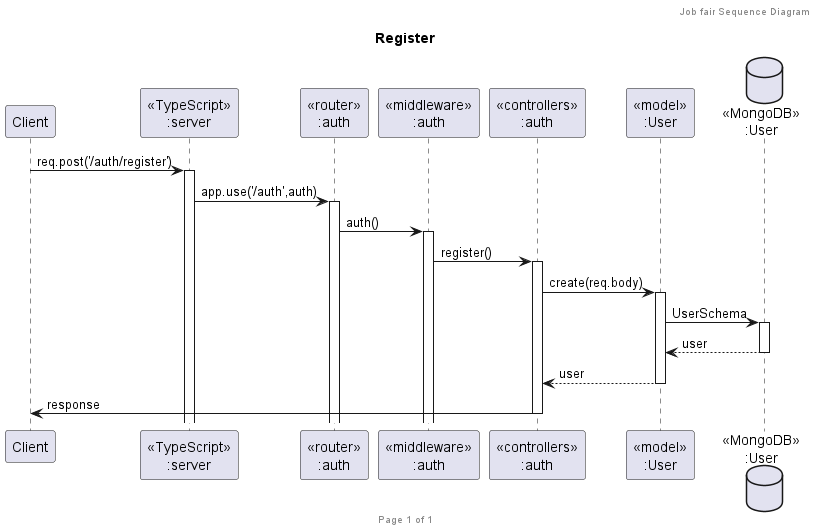 Job fair Sequence Diagram
Register
Client
«TypeScript»
:server
«router»
:auth
«middleware»
:auth
«controllers»
:auth
«model»
:User
«MongoDB»
:User
req.post('/auth/register')
app.use('/auth',auth)
auth()
register()
create(req.body)
UserSchema
user
user
response
Client
«TypeScript»
:server
«router»
:auth
«middleware»
:auth
«controllers»
:auth
«model»
:User
«MongoDB»
:User
Page 1 of 1